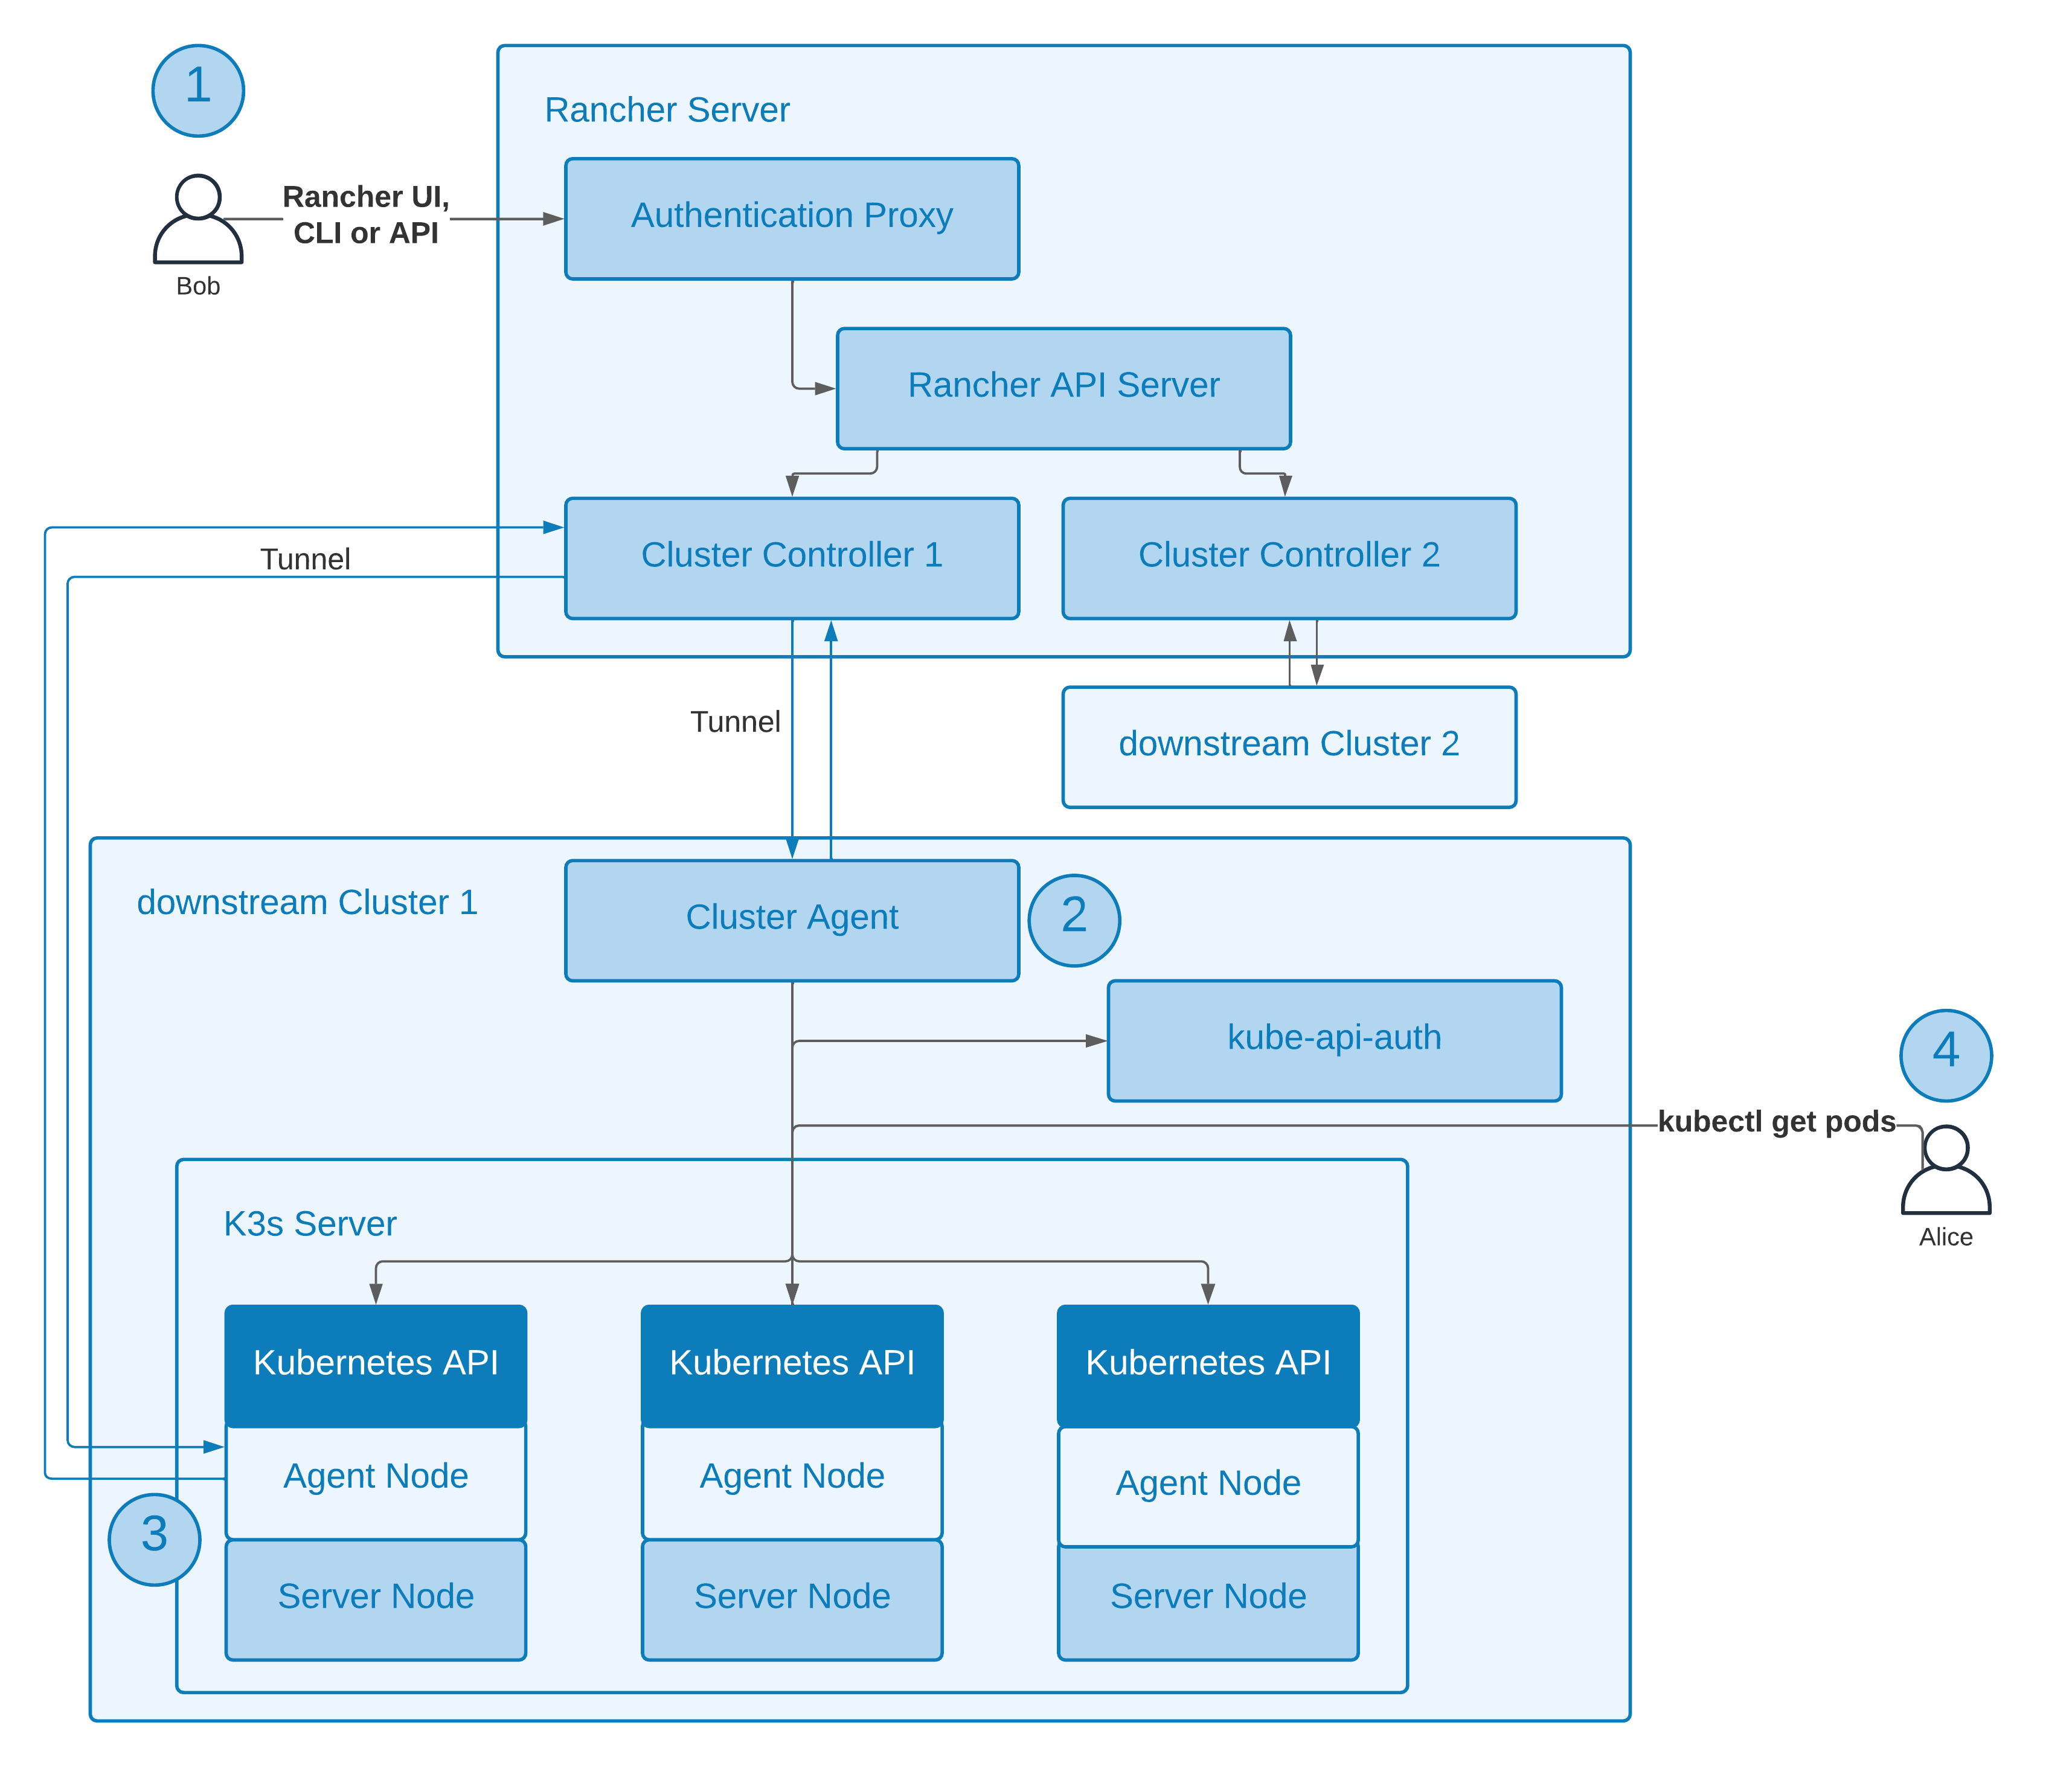 1
Rancher Server
Rancher UI,
CLI or API
Bob
Authentication Proxy
Rancher API Server
Cluster Controller 1
Cluster Controller 2
Tunnel
Tunnel
downstream Cluster 2
downstream Cluster 1
Cluster Agent
2
kube-api-auth
4
kubectl get pods
Alice
K3s Server
Kubernetes API
Kubernetes API
Kubernetes API
Agent Node
Agent Node
Agent Node
3
Server Node
Server Node
Server Node